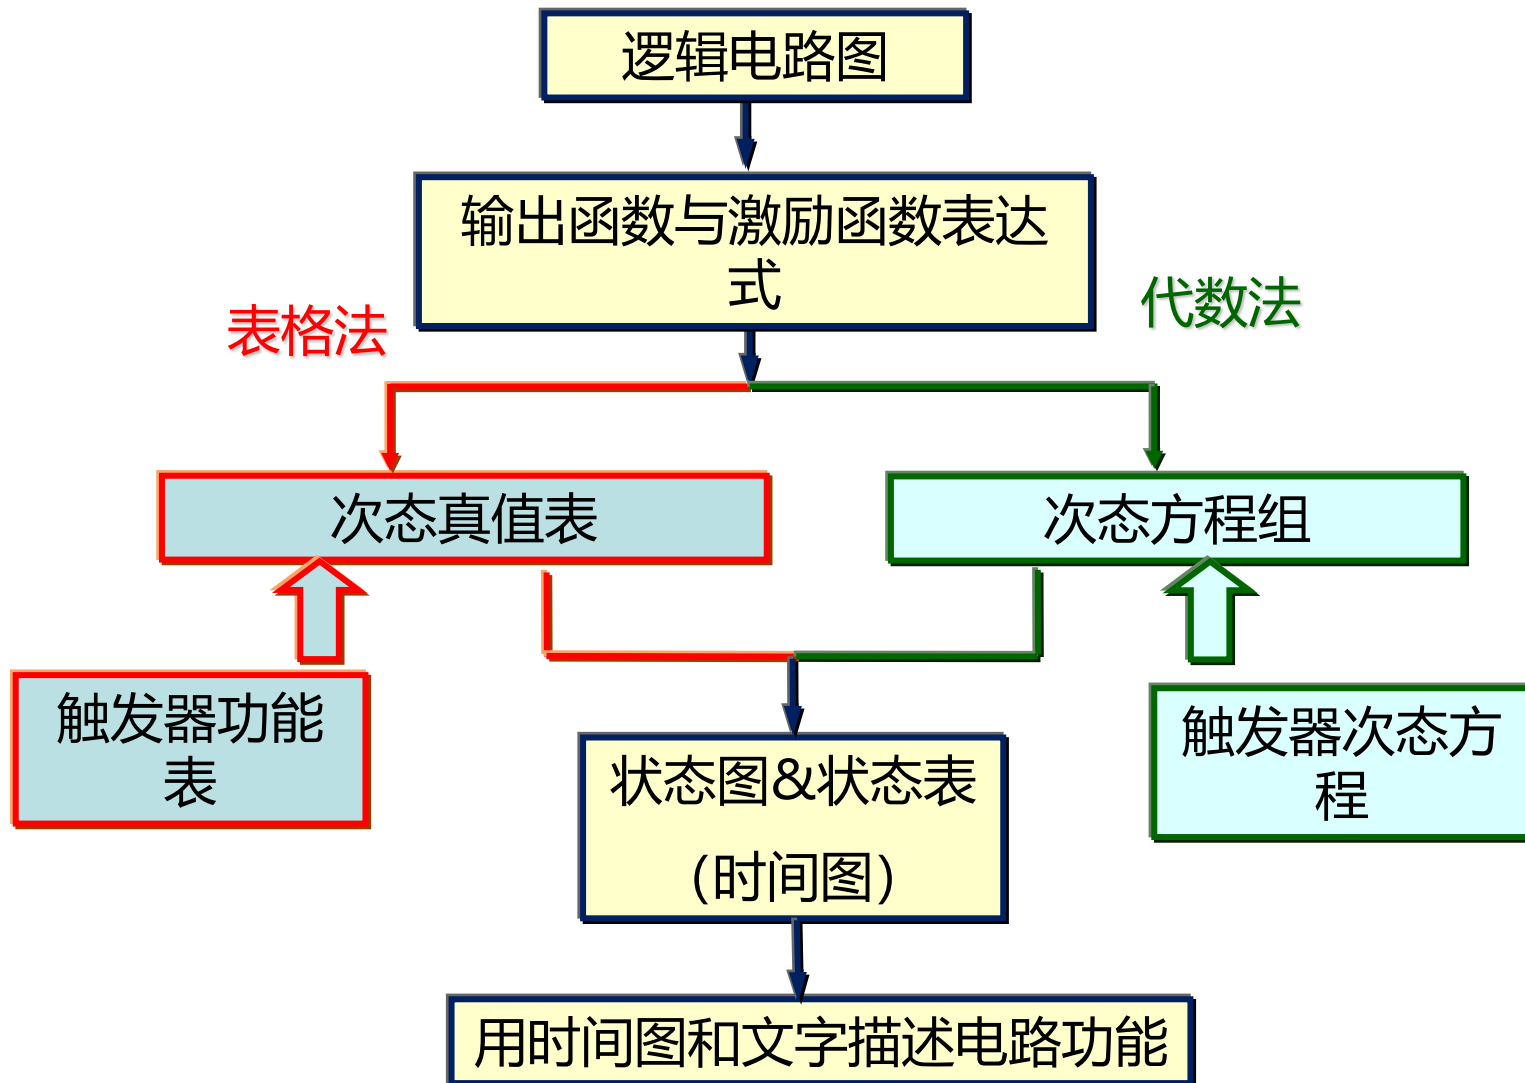 逻辑电路图
输出函数与激励函数表达
式
表格法
代数法
次态真值表
次态方程组
触发器功能
表
触发器次态方
程
状态图&状态表
(时间图)
用时间图和文字描述电路功能